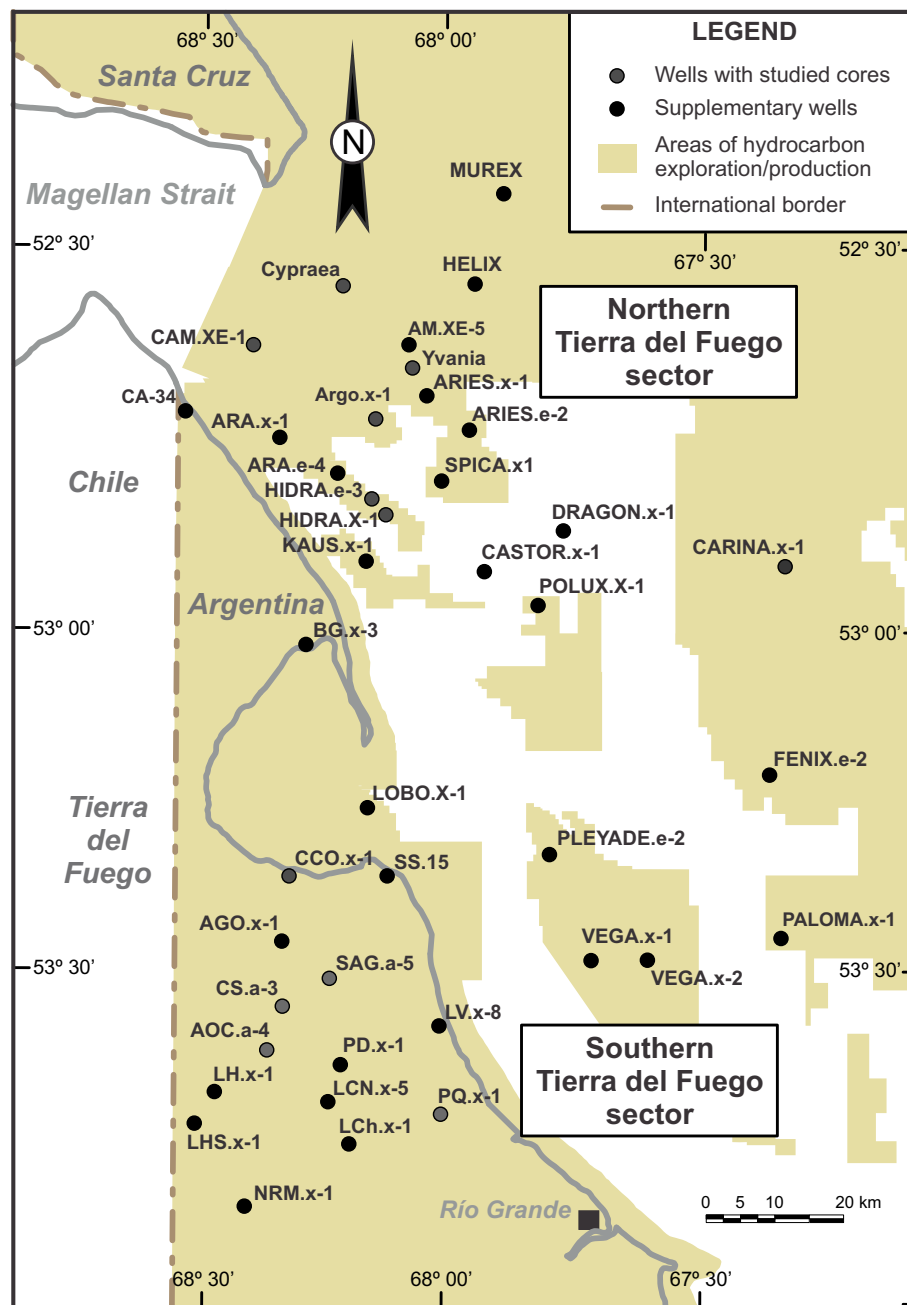 68º 30’
68º 00’
LEGEND
Wells with studied cores
Supplementary wells
Areas of hydrocarbon
exploration/production
International border
Santa Cruz
N
Magellan Strait
MUREX
52º 30’
67º 30’
52º 30’
Cypraea
HELIX
Northern
Tierra del Fuego
sector
CAM.XE-1
AM.XE-5
Yvania
CA-34
Argo.x-1
ARIES.x-1
ARA.x-1
ARIES.e-2
ARA.e-4
SPICA.x1
Chile
HIDRA.e-3
HIDRA.X-1
DRAGON.x-1
KAUS.x-1
CASTOR.x-1
CARINA.x-1
POLUX.X-1
Argentina
53º 00’
BG.x-3
53º 00’
FENIX.e-2
LOBO.X-1
Tierra
del
Fuego
PLEYADE.e-2
CCO.x-1
SS.15
AGO.x-1
PALOMA.x-1
VEGA.x-1
53º 30’
SAG.a-5
VEGA.x-2
53º 30’
CS.a-3
LV.x-8
AOC.a-4
PD.x-1
Southern
Tierra del Fuego
sector
LH.x-1
LCN.x-5
PQ.x-1
LHS.x-1
LCh.x-1
NRM.x-1
Río Grande
0 5 10 20 km
68º 30’
68º 00’
67º 30’